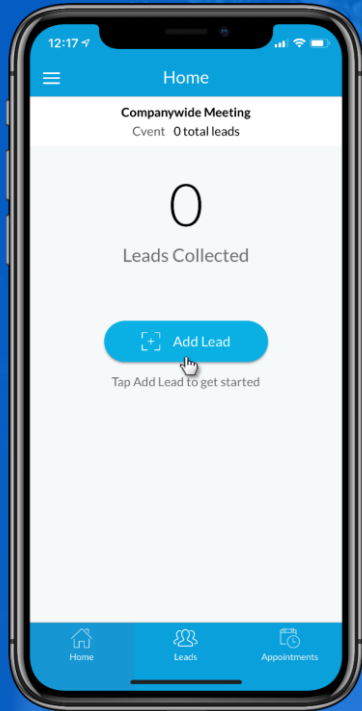 12:17
Home
Companywide Meeting
Cvent 0 total leads
0
Leads Collected
Add Lead
Tap Add Lead to get started
Home Leads Appointments